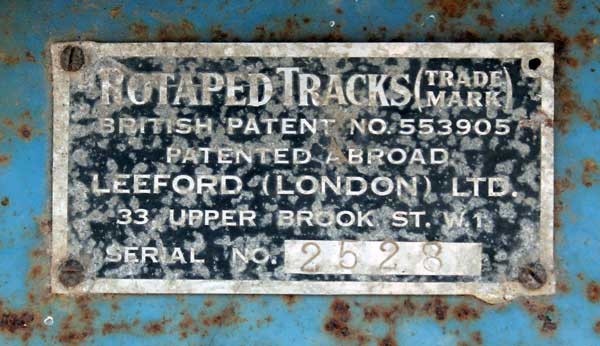 ROTAPED TRACKS (TRADE MARK)
BRITISH PATENT NO. 553905
PATENTED ABROAD
LEEFORD (LONDON) LTD.
33, UPPER BROOK ST. W.1.
SERIAL NO. 2528